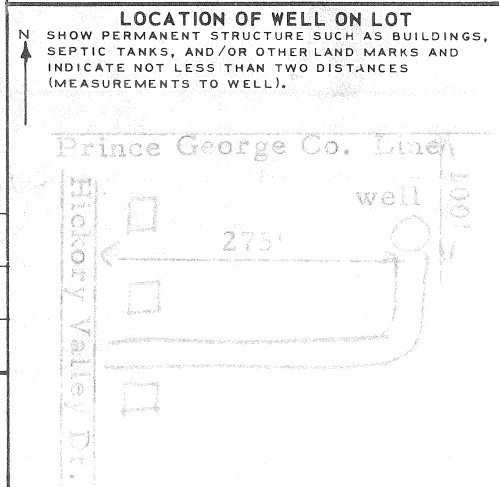 LOCATION OF WELL ON LOT
N
SHOW PERMANENT STRUCTURE SUCH AS BUILDINGS,
SEPTIC TANKS, AND/OR OTHER LAND MARKS AND
INDICATE NOT LESS THAN TWO DISTANCES
(MEASUREMENTS TO WELL).
Prince George Co. Line
well
100'
275'
Hickory Valley Dr.